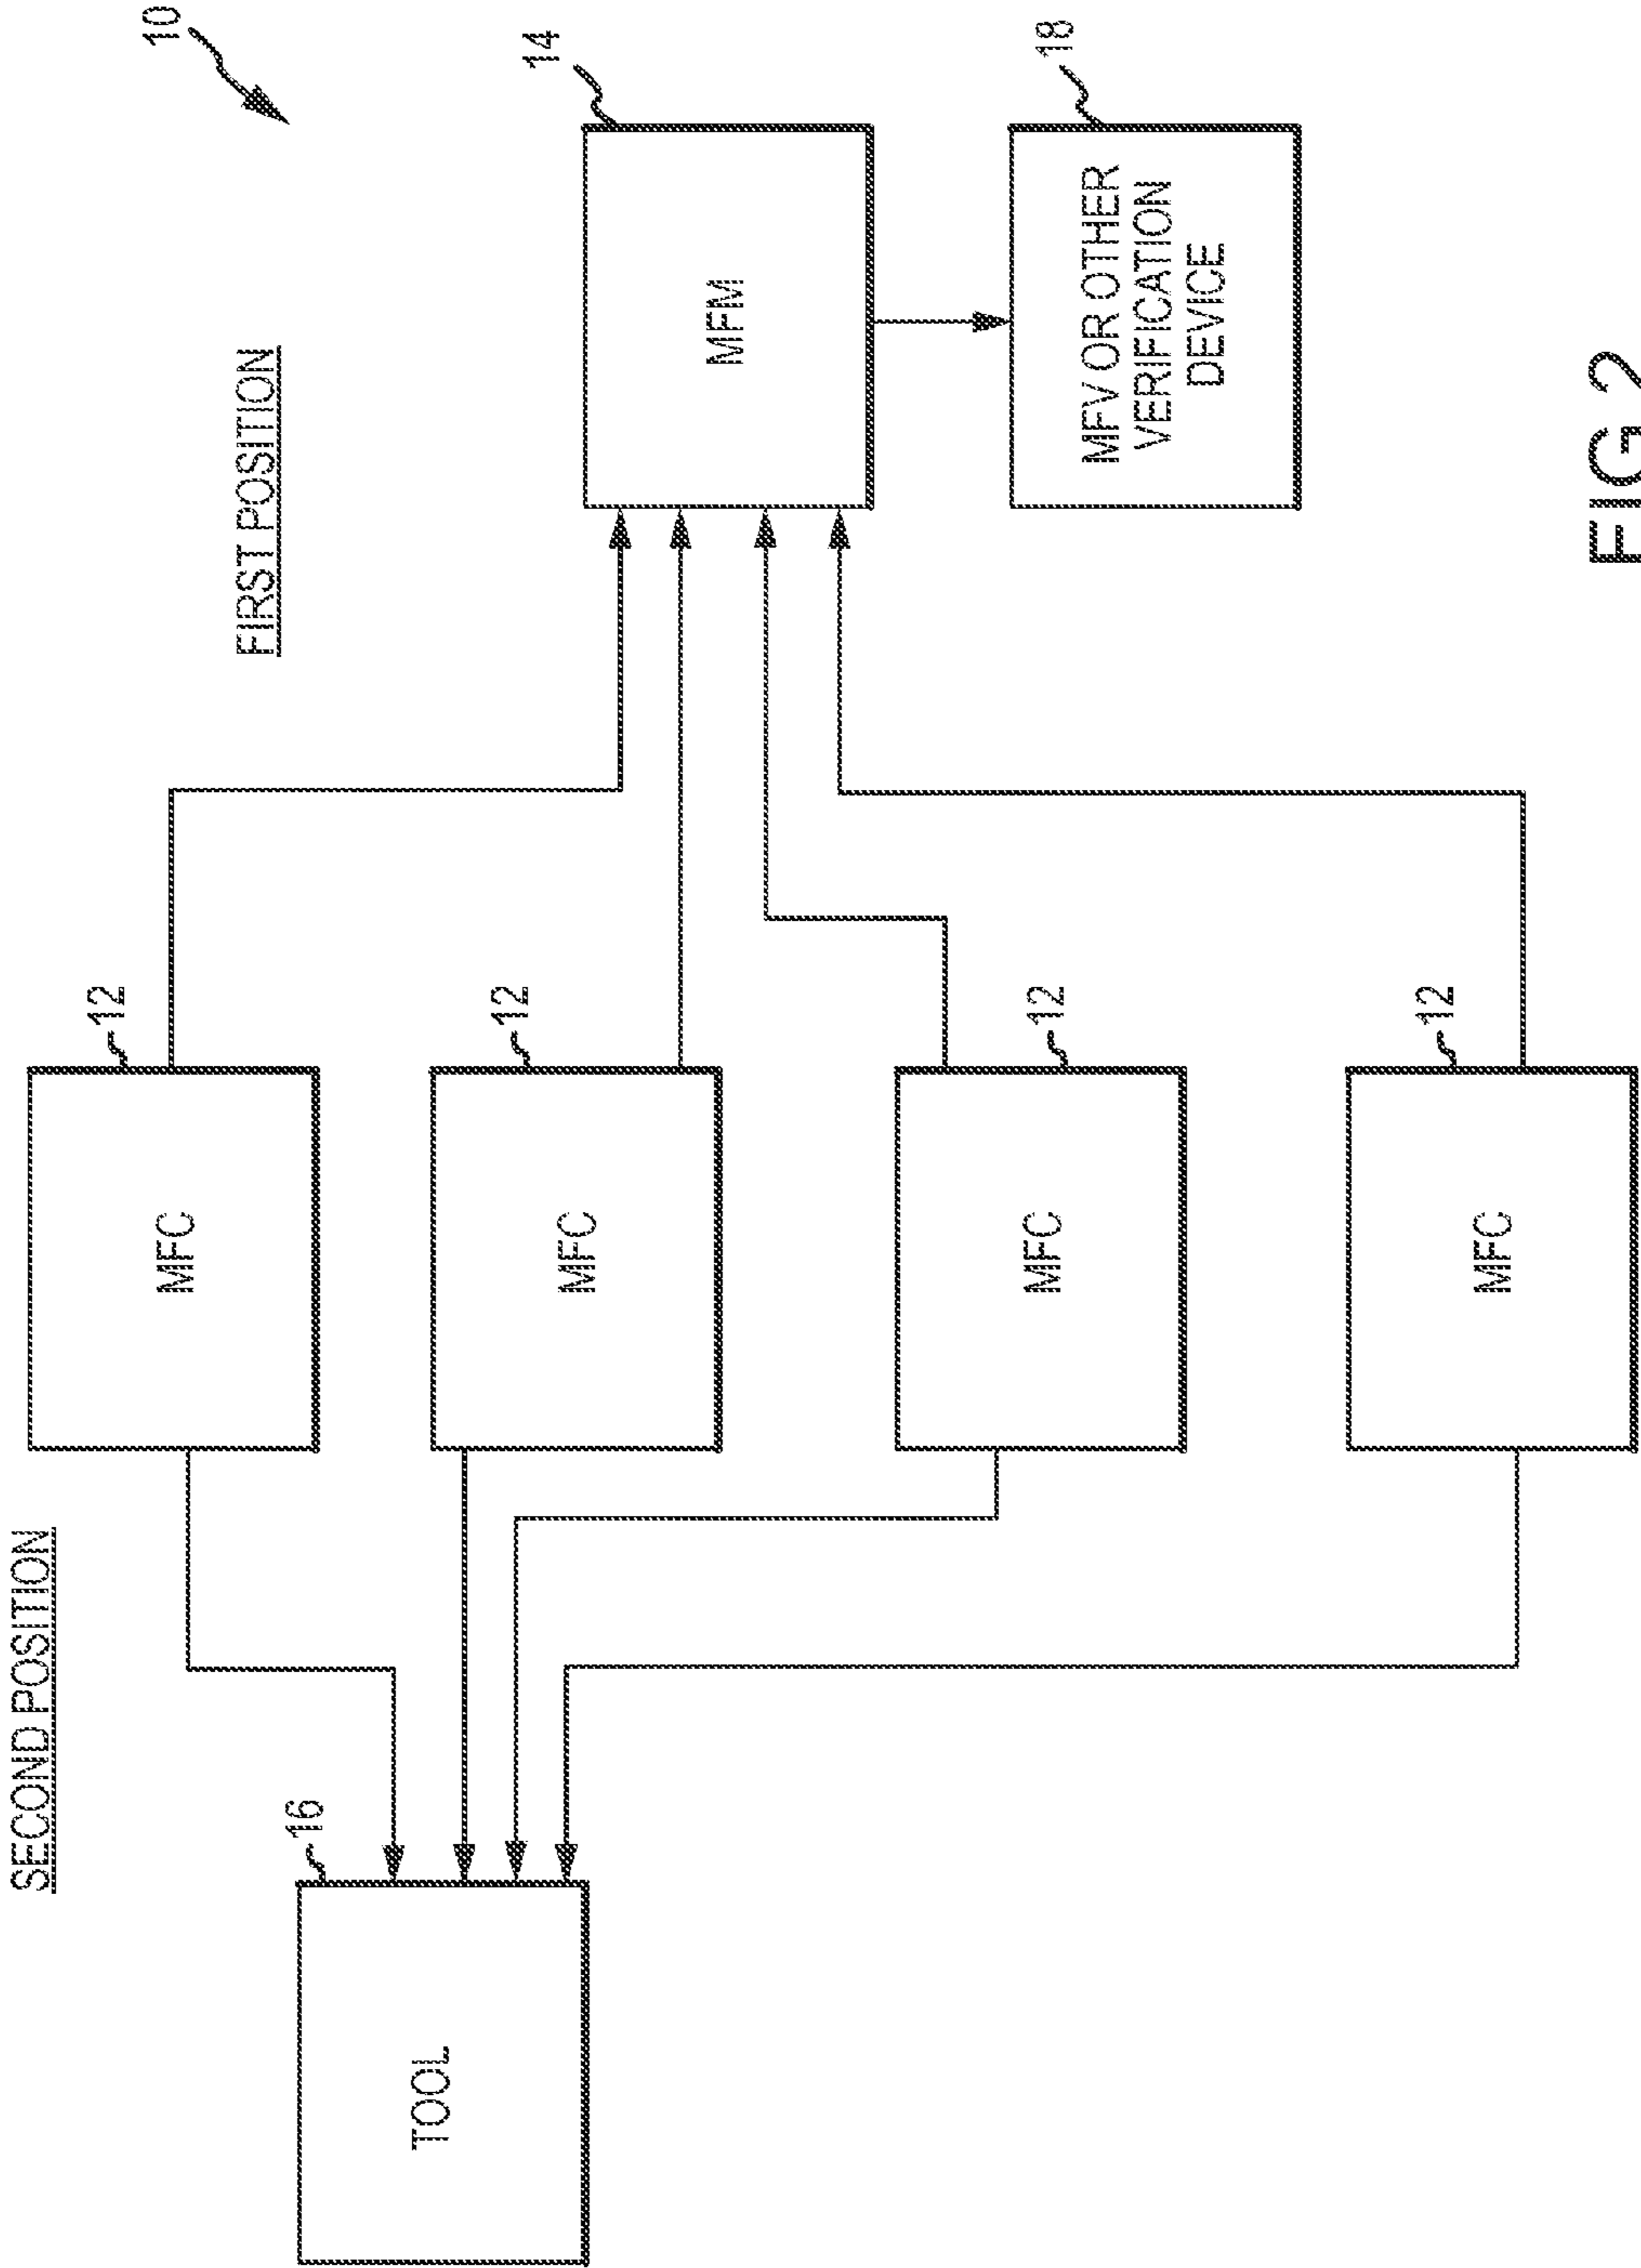 SECOND POSITION
FIRST POSITION
10
TOOL
16
MFC
12
MFC
12
MFC
12
MFC
12
MFM
14
MFV OR OTHER
VERIFICATION
DEVICE
18
FIG 2